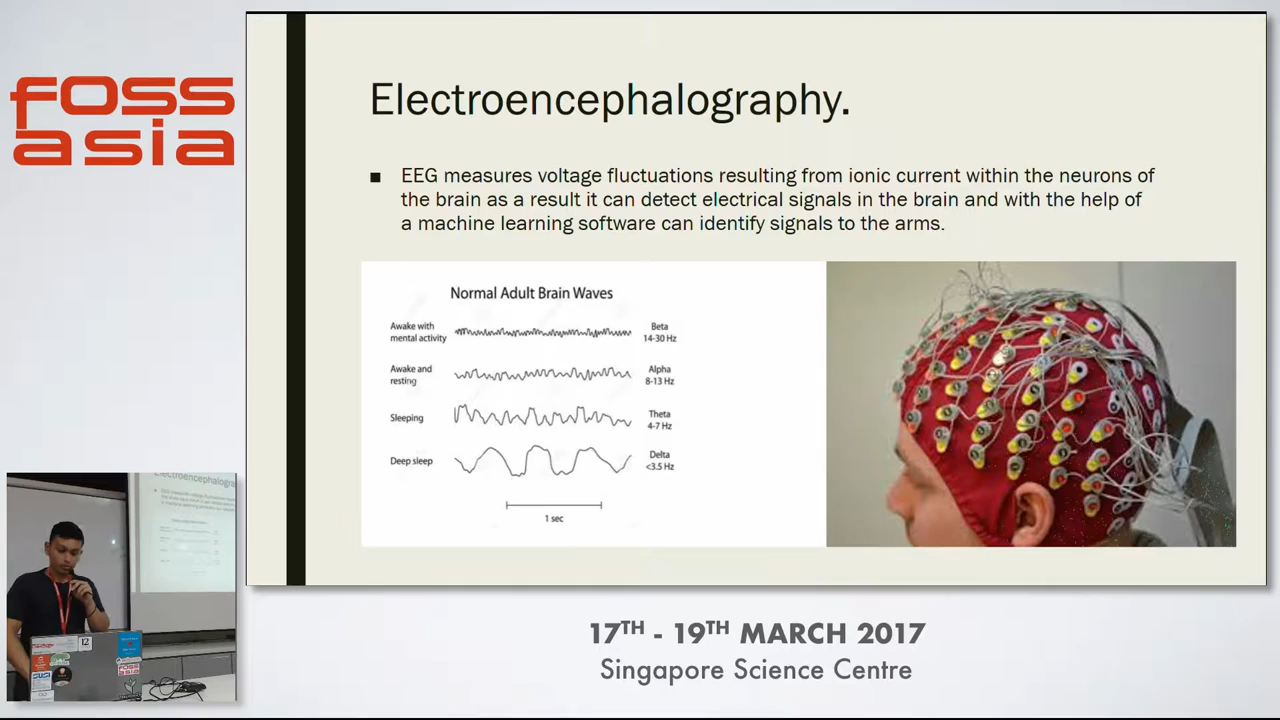 foss
asia
Electroencephalography.
■ EEG measures voltage fluctuations resulting from ionic current within the neurons of
the brain as a result it can detect electrical signals in the brain and with the help of
a machine learning software can identify signals to the arms.
Normal Adult Brain Waves
Awake with
mental activity
Beta
14-30 Hz
Awake and
resting
Alpha
8-13 Hz
Sleeping
Theta
4-7 Hz
Deep sleep
Delta
<3.5 Hz
1 sec
Electroencephalogra
12
17TH - 19TH MARCH 2017
Singapore Science Centre